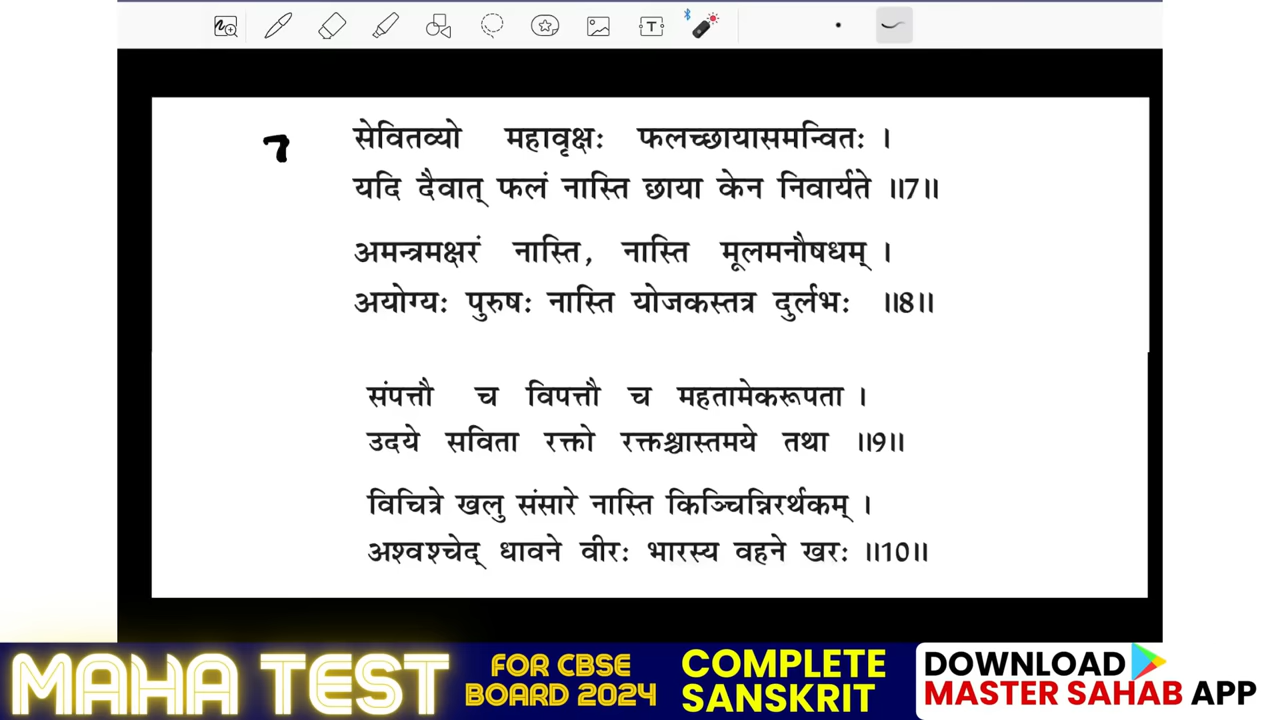 7
सेवितव्यो महावृक्षः फलच्छायासमन्वितः ।
यदि दैवात् फलं नास्ति छाया केन निवार्यते ॥7॥
अमन्त्रमक्षरं नास्ति, नास्ति मूलमनौषधम् ।
अयोग्यः पुरुषः नास्ति योजकस्तत्र दुर्लभः ॥8॥
संपत्तौ च विपत्तौ च महतामेकरूपता ।
उदये सविता रक्तो रक्तश्चास्तमये तथा ॥9॥
विचित्रे खलु संसारे नास्ति किञ्चिन्निरर्थकम् ।
अश्वश्चेद् धावने वीरः भारस्य वहने खरः ॥10॥
MAHA TEST
FOR CBSE
BOARD 2024
COMPLETE
SANSKRIT
DOWNLOAD
MASTER SAHAB APP